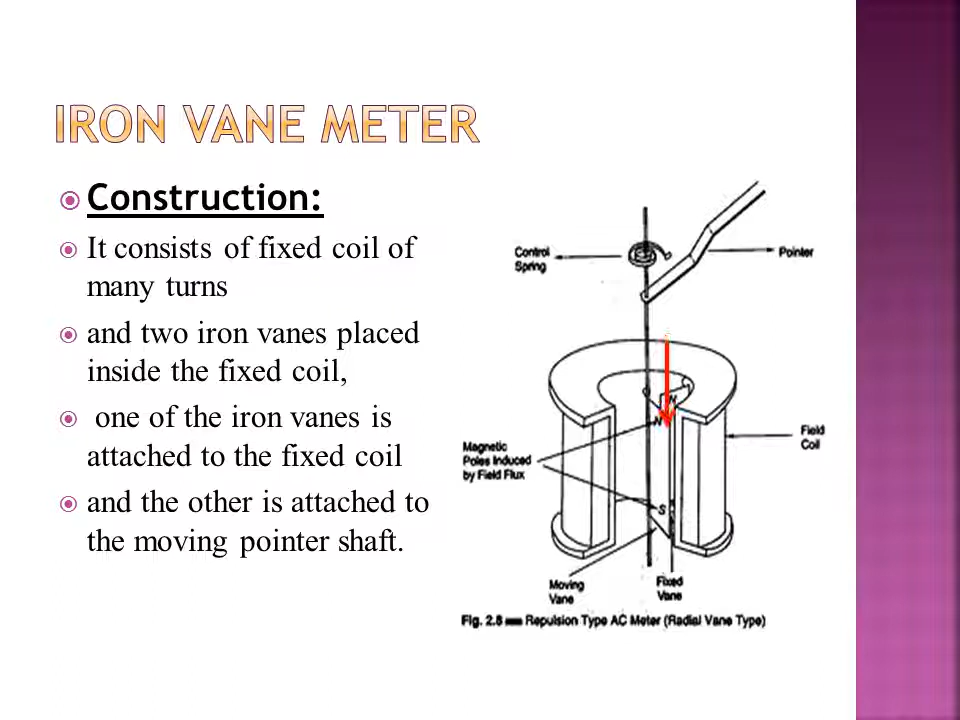 IRON VANE METER
Construction:
It consists of fixed coil of
many turns
and two iron vanes placed
inside the fixed coil,
one of the iron vanes is
attached to the fixed coil
and the other is attached to
the moving pointer shaft.
Control
Spring
Pointer
Field
Coil
Magnetic
Poles Induced
by Field Flux
N
N
S
Moving
Vane
Fixed
Vane
Fig. 2.8 Repulsion Type AC Meter (Radial Vane Type)